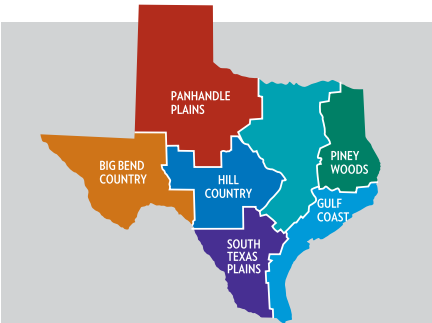 PANHANDLE
PLAINS
BIG BEND
COUNTRY
HILL
COUNTRY
PINEY
WOODS
GULF
COAST
SOUTH
TEXAS
PLAINS